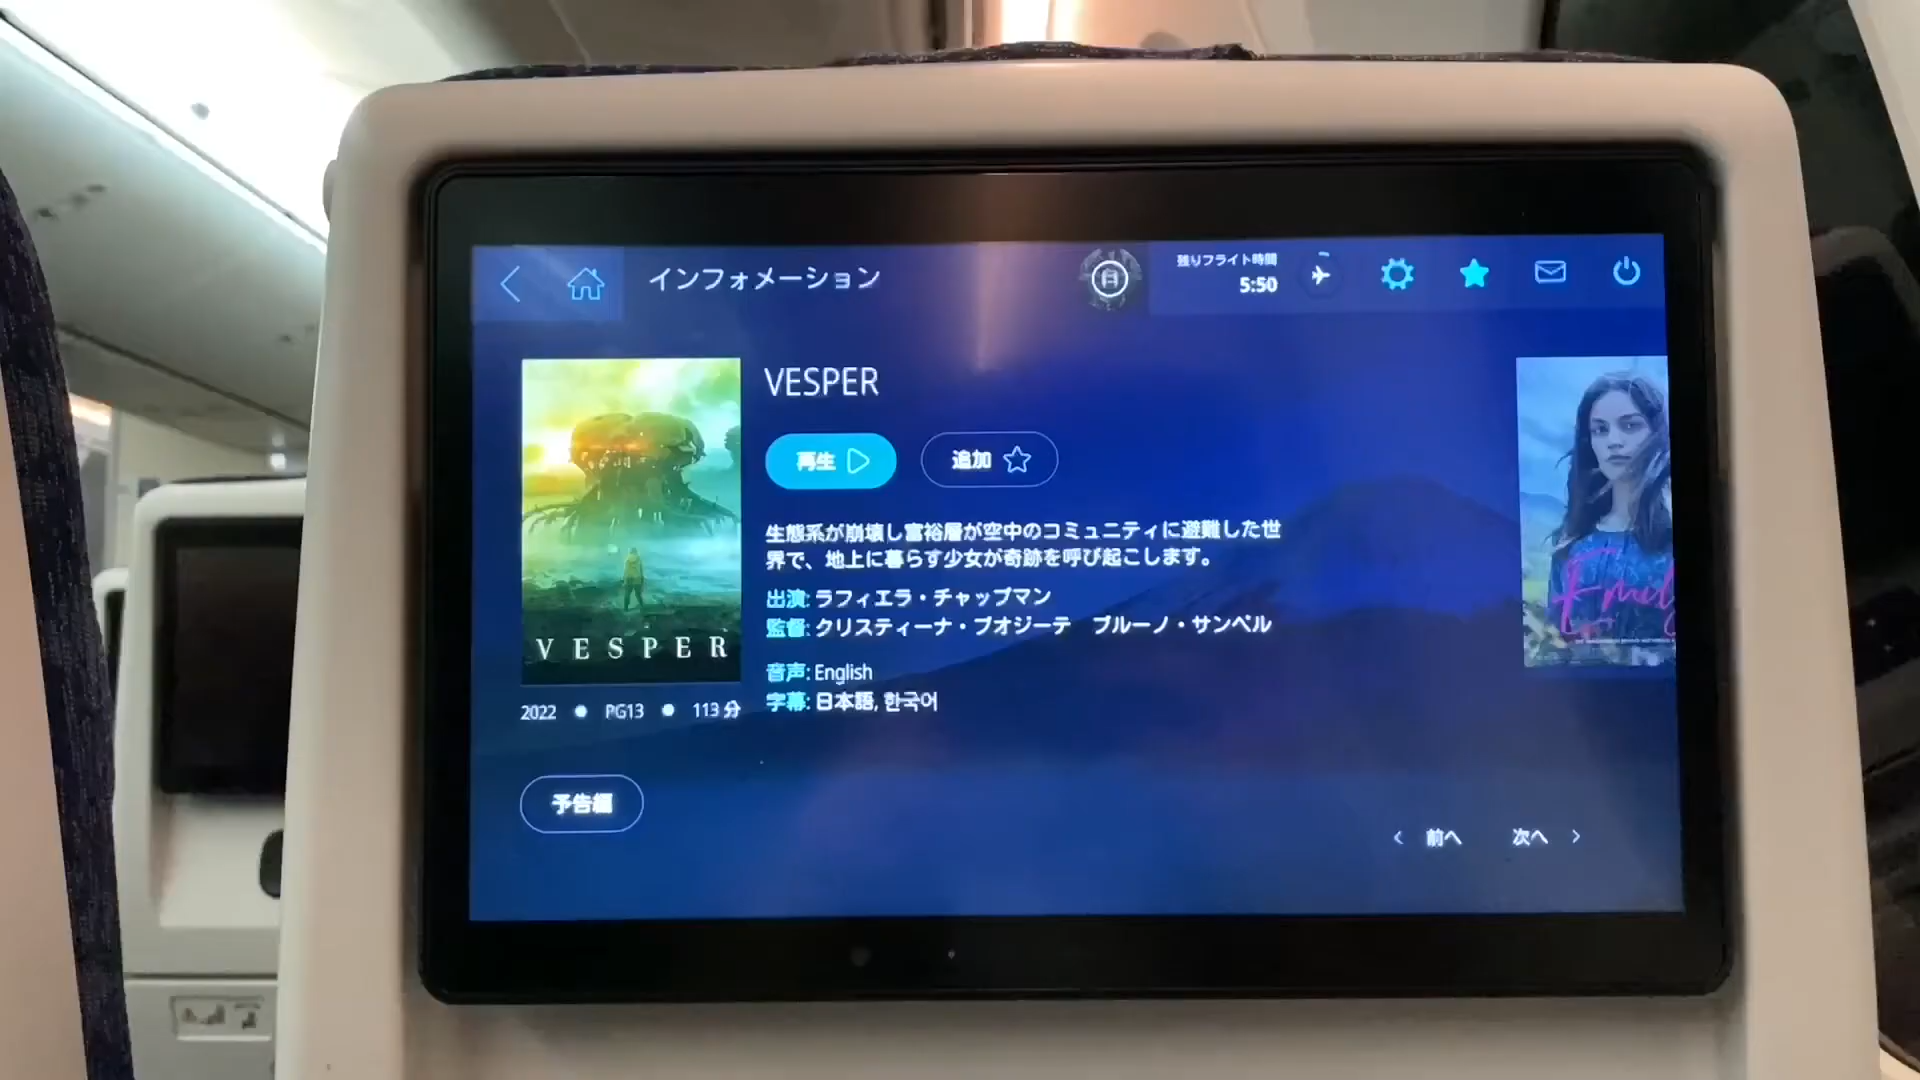 インフォメーション
残りフライト時間
5:50
VESPER
再生
追加
生態系が崩壊し富裕層が空中のコミュニティに避難した世
界で、地上に暮らす少女が奇跡を呼び起こします。
出演: ラフィエラ・チャップマン
監督: クリスティーナ・ブオジーテ ブルーノ・サンペル
音声: English
字幕: 日本語, 한국어
VESPER
2022 ● PG13 ● 113 分
予告編
< 前へ 次へ >